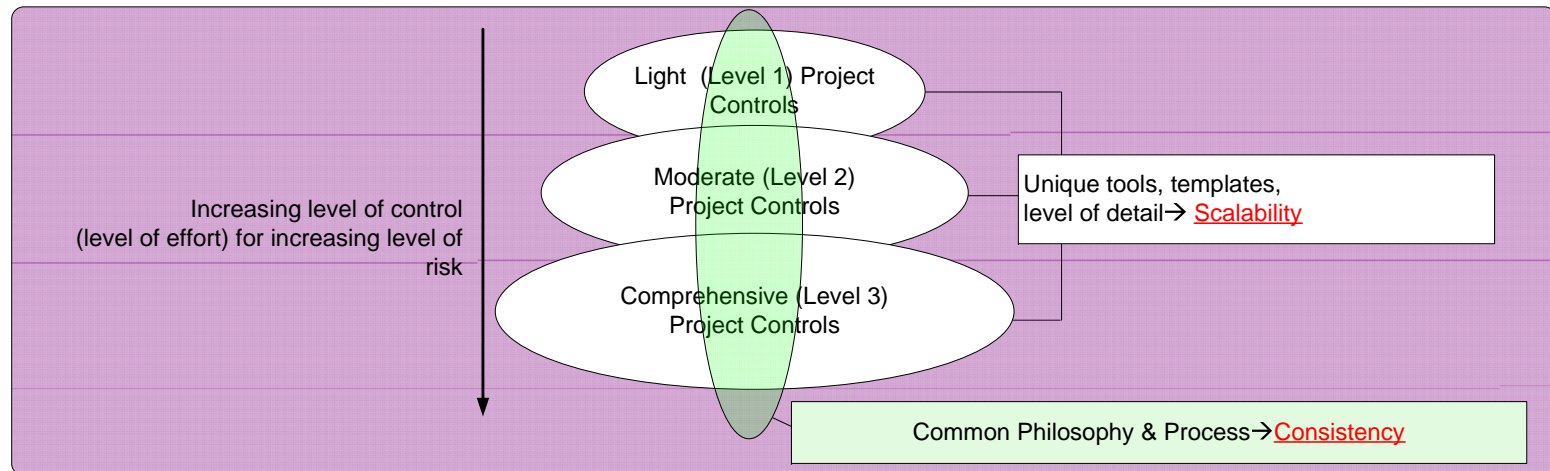 Light  (Level 1) Project
Controls
Moderate (Level 2)
Project Controls
Unique tools, templates,
level of detail→ Scalability
Increasing level of control
(level of effort) for increasing level of
risk
Comprehensive (Level 3)
Project Controls
Common Philosophy & Process→Consistency